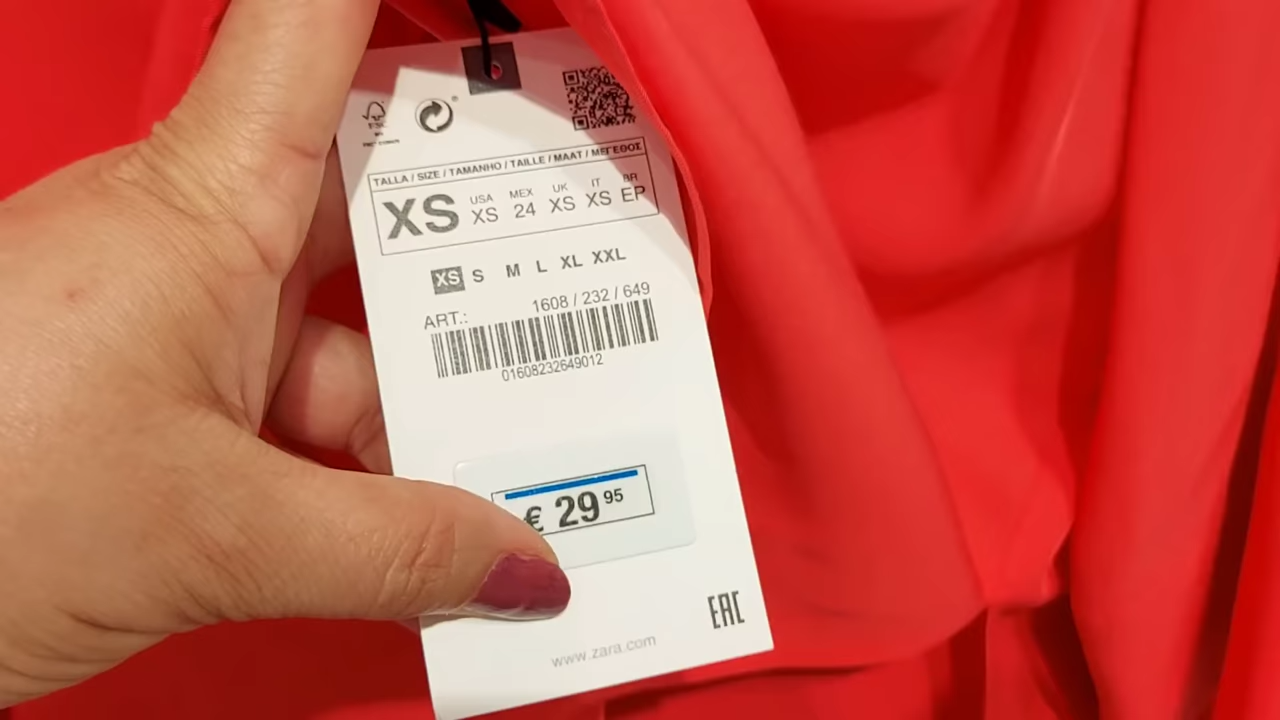 FSC
TALLA / SIZE / TAMANHO / TAILLE / MAAT / ΜΕΓΕΘΟΣ
XS USA XS MEX 24 UK XS IT XS BR EP
XS S M L XL XXL
ART.: 1608 / 232 / 649
01608232649012
€ 29 95
EAC
www.zara.com